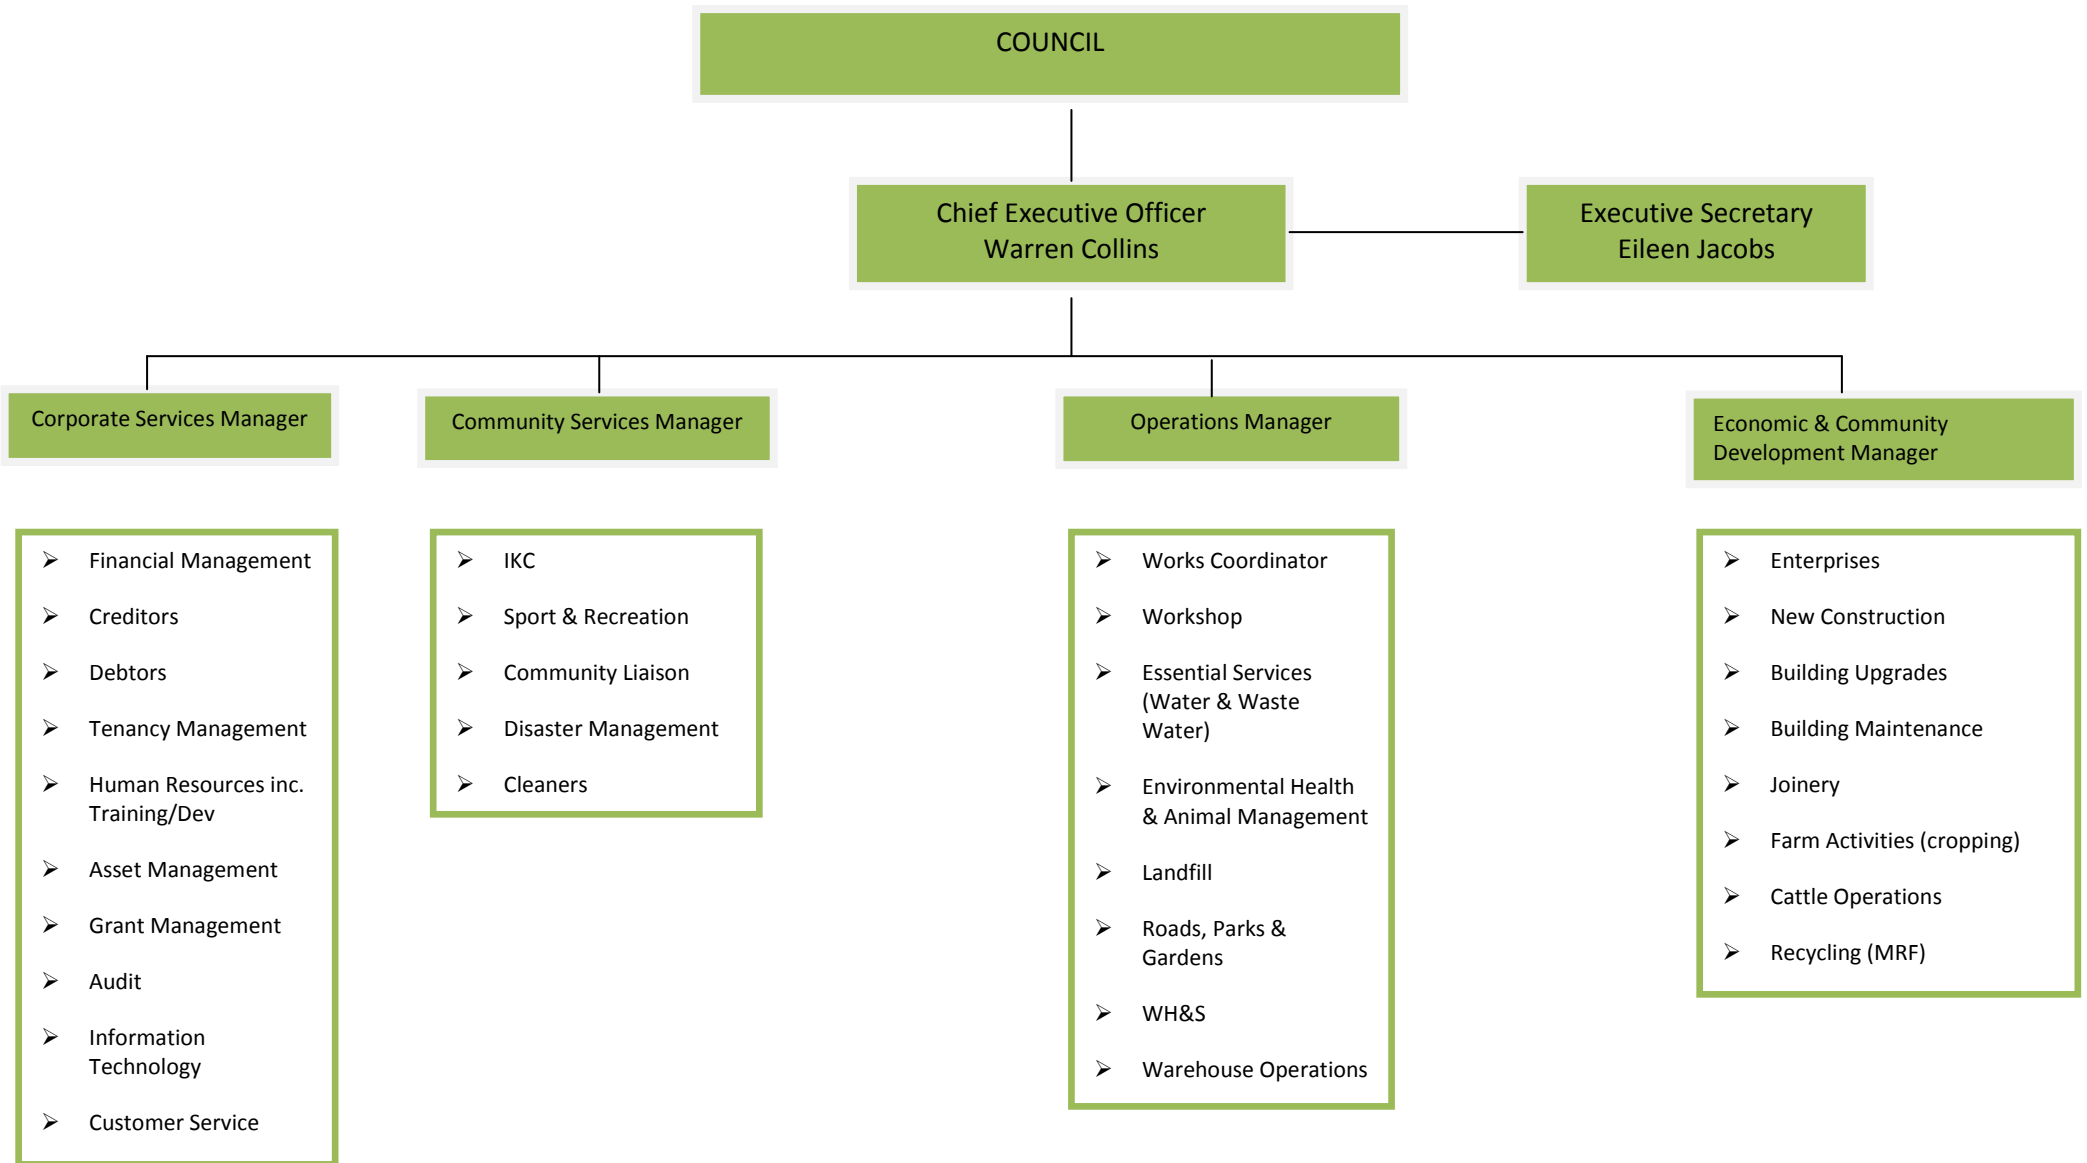 COUNCIL
Chief Executive Officer
Warren Collins
Executive Secretary
Eileen Jacobs
Corporate Services Manager
Community Services Manager
Operations Manager
Economic & Community
Development Manager
Financial Management
Creditors
Debtors
Tenancy Management
Human Resources inc.
Training/Dev
Asset Management
Grant Management
Audit
Information
Technology
Customer Service
IKC
Sport & Recreation
Community Liaison
Disaster Management
Cleaners
Works Coordinator
Workshop
Essential Services
(Water & Waste
Water)
Environmental Health
& Animal Management
Landfill
Roads, Parks &
Gardens
WH&S
Warehouse Operations
Enterprises
New Construction
Building Upgrades
Building Maintenance
Joinery
Farm Activities (cropping)
Cattle Operations
Recycling (MRF)